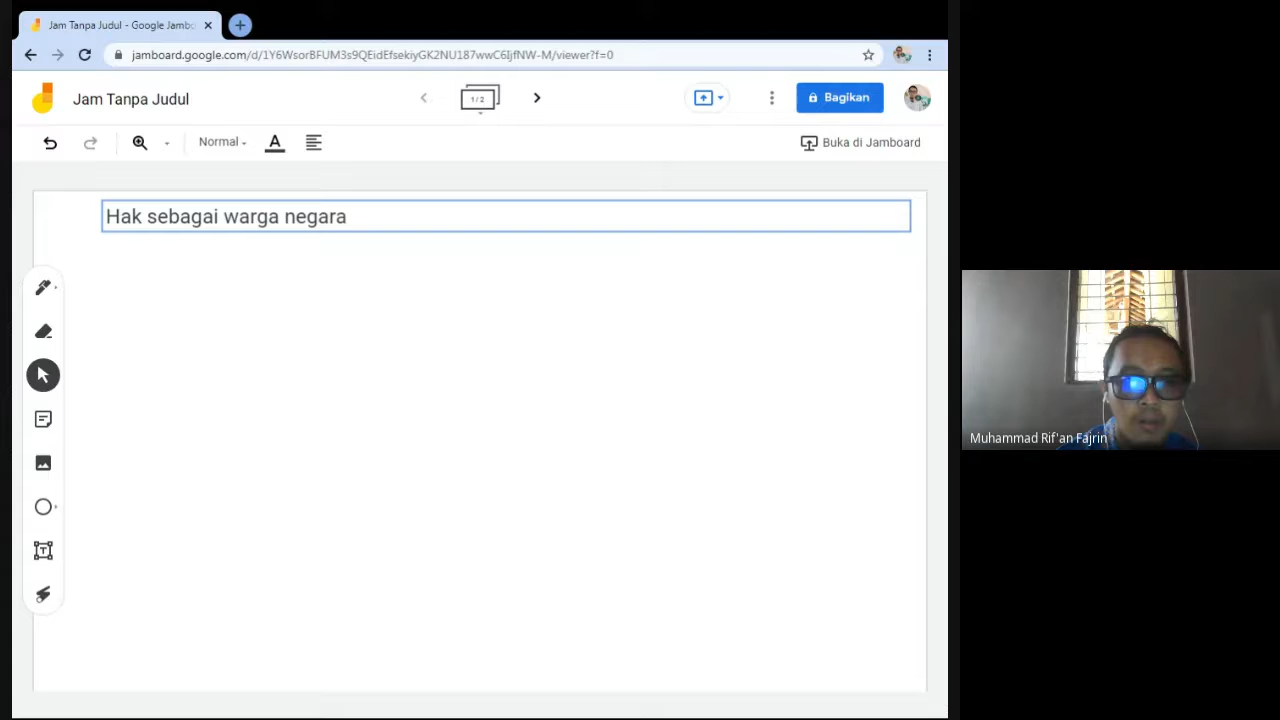 Jam Tanpa Judul - Google Jambo
jamboard.google.com/d/1Y6WsorBFUM3s9QEidEfsekiyGK2NU187wwC6IjfNW-M/viewer?f=0
Jam Tanpa Judul
1/2
Bagikan
Normal
A
Buka di Jamboard
Hak sebagai warga negara
T
Muhammad Rif'an Fajrin